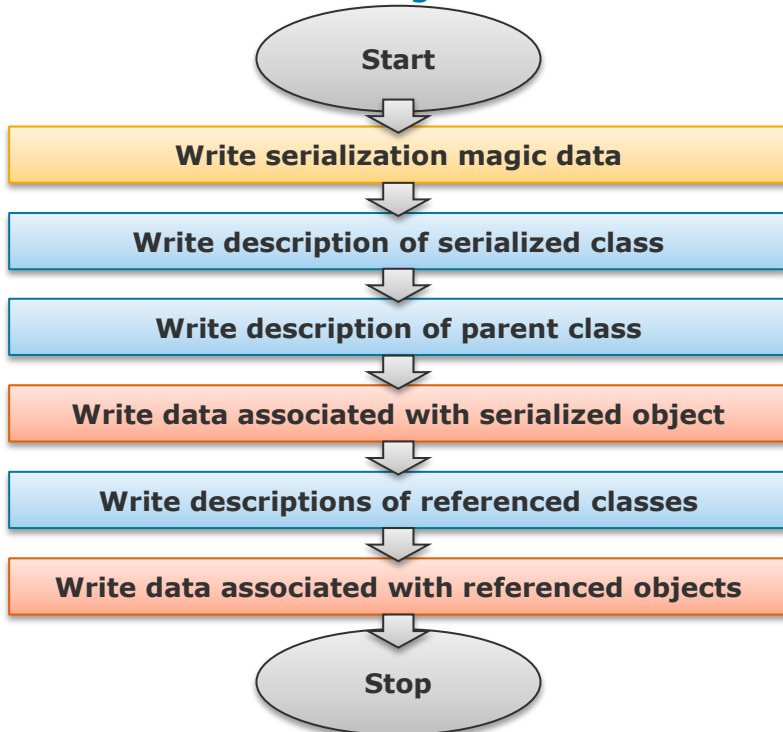 Start
Write serialization magic data
Write description of serialized class
Write description of parent class
Write data associated with serialized object
Write descriptions of referenced classes
Write data associated with referenced objects
Stop